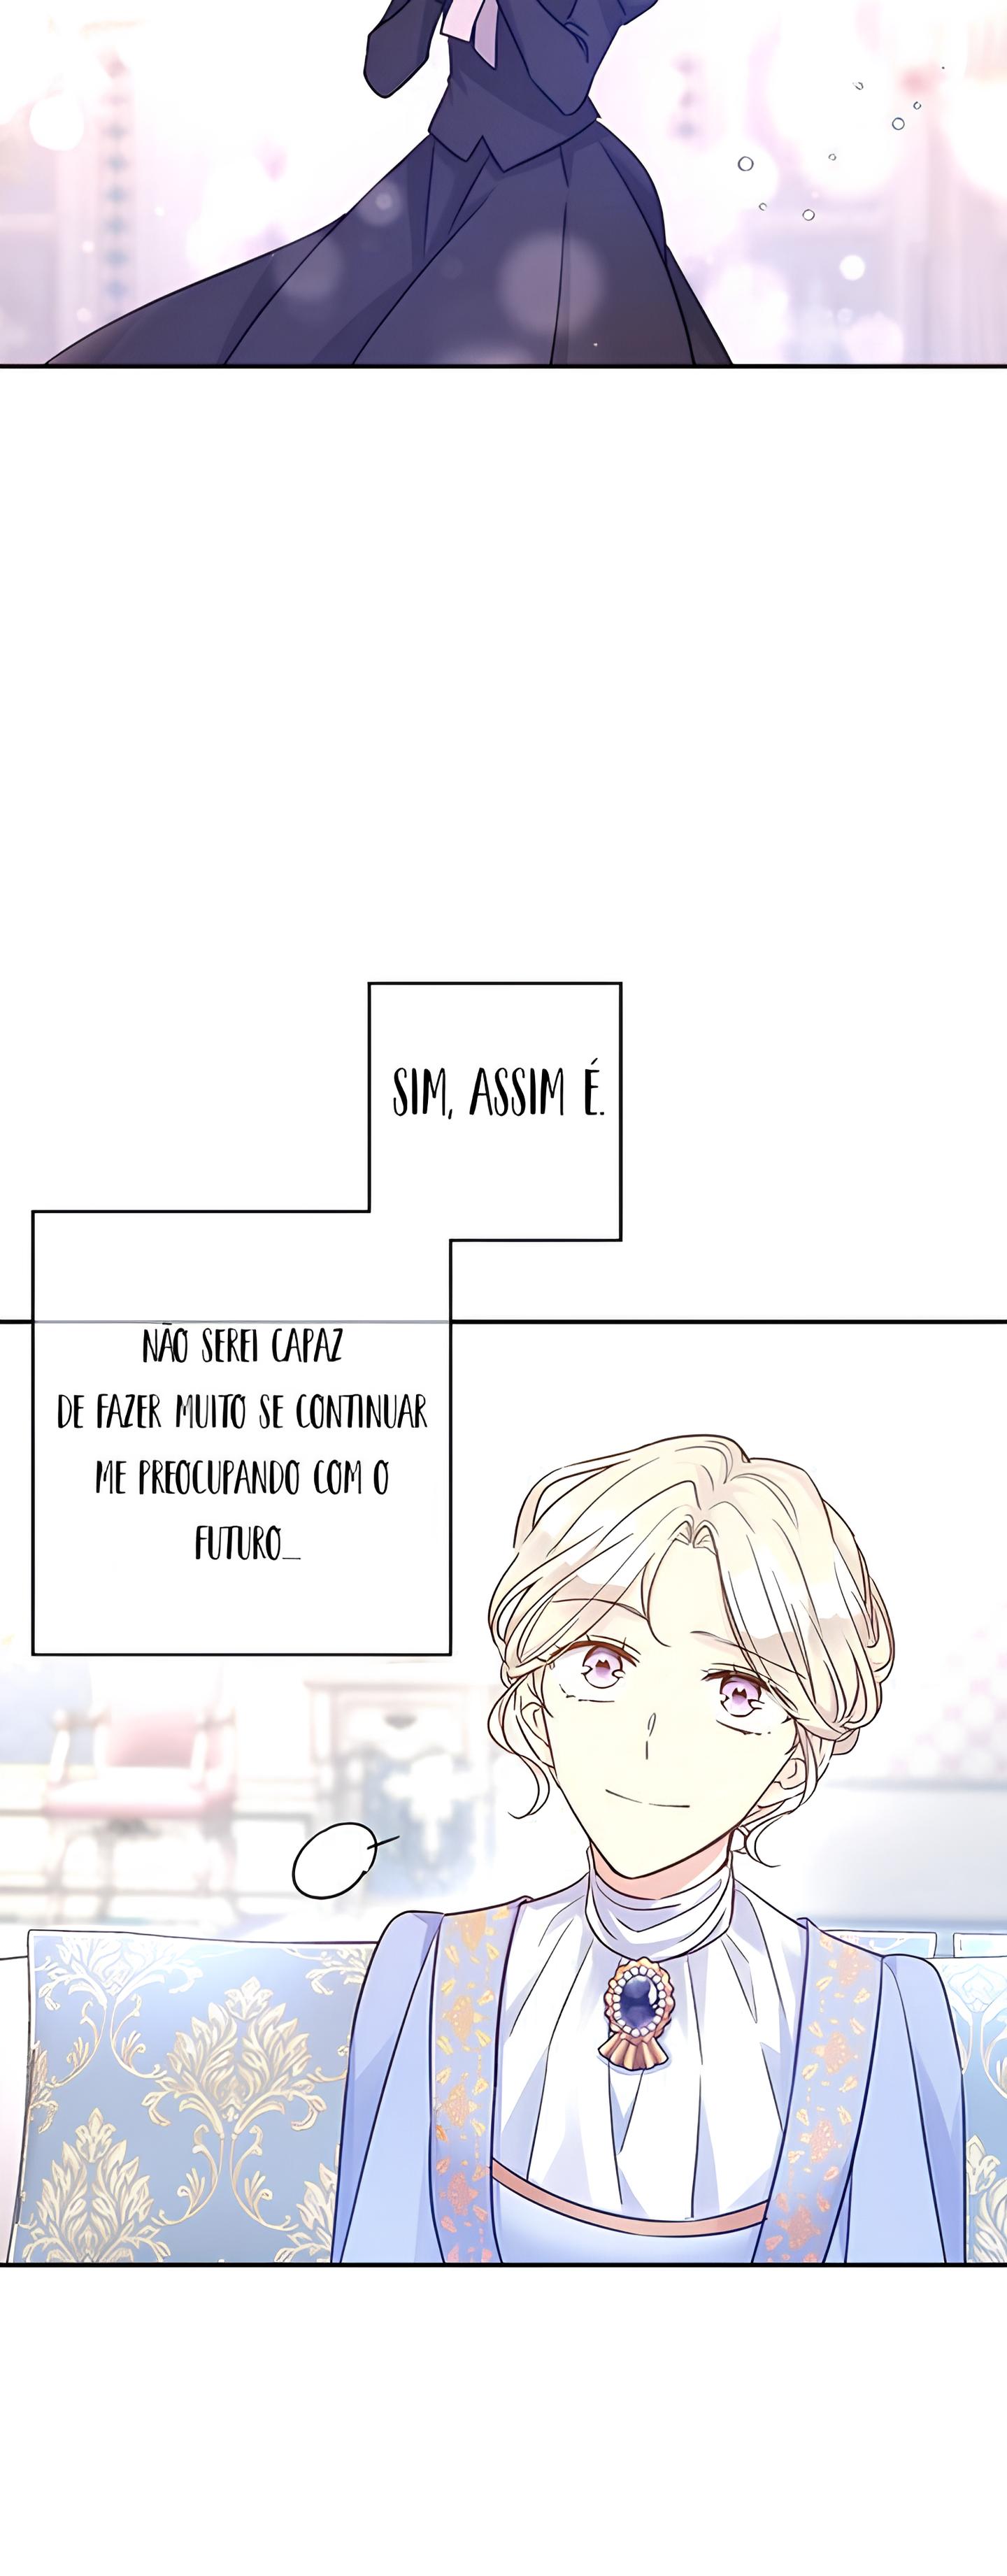 SIM, ASSIM É.
NÃO SEREI CAPAZ
DE FAZER MUITO SE CONTINUAR
ME PREOCUPANDO COM O
FUTURO...